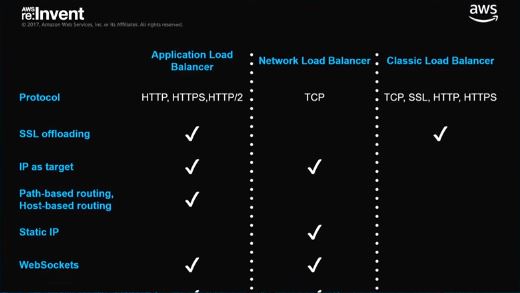 AWS
re:Invent
© 2017, Amazon Web Services, Inc. or its Affiliates. All rights reserved.
aws
Application Load
Balancer
Network Load Balancer
Classic Load Balancer
Protocol
HTTP, HTTPS,HTTP/2
TCP
TCP, SSL, HTTP, HTTPS
SSL offloading
✓
✓
IP as target
✓
✓
Path-based routing,
Host-based routing
✓
Static IP
✓
WebSockets
✓
✓